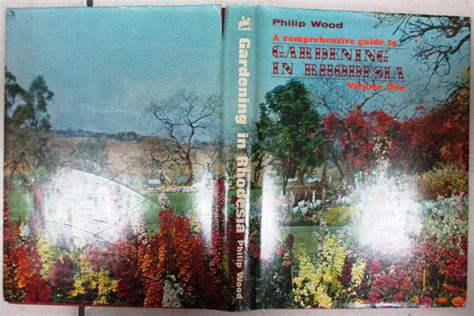 Philip Wood
A comprehensive guide to
GARDENING
IN RHODESIA
Volume One
Gardening in Rhodesia Philip Wood